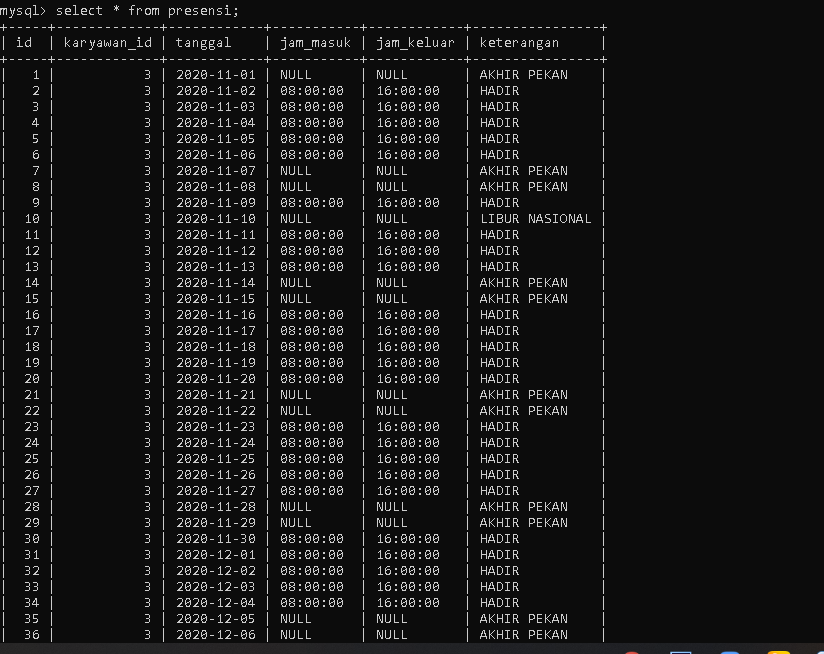 mysql> select * from presensi;
+------+-------------+------------+-----------+------------+----------------+
| id   | karyawan_id | tanggal    | jam_masuk | jam_keluar | keterangan     |
+------+-------------+------------+-----------+------------+----------------+
|    1 |           3 | 2020-11-01 | NULL      | NULL       | AKHIR PEKAN    |
|    2 |           3 | 2020-11-02 | 08:00:00  | 16:00:00   | HADIR          |
|    3 |           3 | 2020-11-03 | 08:00:00  | 16:00:00   | HADIR          |
|    4 |           3 | 2020-11-04 | 08:00:00  | 16:00:00   | HADIR          |
|    5 |           3 | 2020-11-05 | 08:00:00  | 16:00:00   | HADIR          |
|    6 |           3 | 2020-11-06 | 08:00:00  | 16:00:00   | HADIR          |
|    7 |           3 | 2020-11-07 | NULL      | NULL       | AKHIR PEKAN    |
|    8 |           3 | 2020-11-08 | NULL      | NULL       | AKHIR PEKAN    |
|    9 |           3 | 2020-11-09 | 08:00:00  | 16:00:00   | HADIR          |
|   10 |           3 | 2020-11-10 | NULL      | NULL       | LIBUR NASIONAL |
|   11 |           3 | 2020-11-11 | 08:00:00  | 16:00:00   | HADIR          |
|   12 |           3 | 2020-11-12 | 08:00:00  | 16:00:00   | HADIR          |
|   13 |           3 | 2020-11-13 | 08:00:00  | 16:00:00   | HADIR          |
|   14 |           3 | 2020-11-14 | NULL      | NULL       | AKHIR PEKAN    |
|   15 |           3 | 2020-11-15 | NULL      | NULL       | AKHIR PEKAN    |
|   16 |           3 | 2020-11-16 | 08:00:00  | 16:00:00   | HADIR          |
|   17 |           3 | 2020-11-17 | 08:00:00  | 16:00:00   | HADIR          |
|   18 |           3 | 2020-11-18 | 08:00:00  | 16:00:00   | HADIR          |
|   19 |           3 | 2020-11-19 | 08:00:00  | 16:00:00   | HADIR          |
|   20 |           3 | 2020-11-20 | 08:00:00  | 16:00:00   | HADIR          |
|   21 |           3 | 2020-11-21 | NULL      | NULL       | AKHIR PEKAN    |
|   22 |           3 | 2020-11-22 | NULL      | NULL       | AKHIR PEKAN    |
|   23 |           3 | 2020-11-23 | 08:00:00  | 16:00:00   | HADIR          |
|   24 |           3 | 2020-11-24 | 08:00:00  | 16:00:00   | HADIR          |
|   25 |           3 | 2020-11-25 | 08:00:00  | 16:00:00   | HADIR          |
|   26 |           3 | 2020-11-26 | 08:00:00  | 16:00:00   | HADIR          |
|   27 |           3 | 2020-11-27 | 08:00:00  | 16:00:00   | HADIR          |
|   28 |           3 | 2020-11-28 | NULL      | NULL       | AKHIR PEKAN    |
|   29 |           3 | 2020-11-29 | NULL      | NULL       | AKHIR PEKAN    |
|   30 |           3 | 2020-11-30 | 08:00:00  | 16:00:00   | HADIR          |
|   31 |           3 | 2020-12-01 | 08:00:00  | 16:00:00   | HADIR          |
|   32 |           3 | 2020-12-02 | 08:00:00  | 16:00:00   | HADIR          |
|   33 |           3 | 2020-12-03 | 08:00:00  | 16:00:00   | HADIR          |
|   34 |           3 | 2020-12-04 | 08:00:00  | 16:00:00   | HADIR          |
|   35 |           3 | 2020-12-05 | NULL      | NULL       | AKHIR PEKAN    |
|   36 |           3 | 2020-12-06 | NULL      | NULL       | AKHIR PEKAN    |